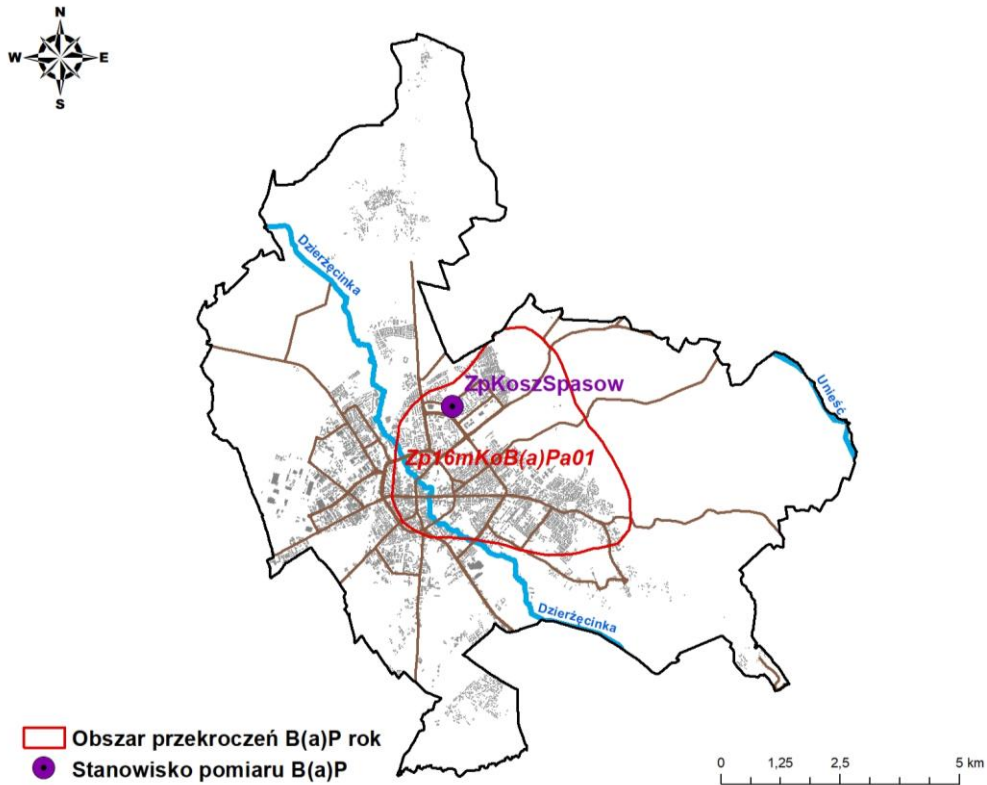 N
W E
S
Dzierżęcinka
ZpKoszSpasow
Unieść
Zp16mKoB(a)Pa01
Dzierżęcinka
Obszar przekroczeń B(a)P rok
Stanowisko pomiaru B(a)P
0 1,25 2,5 5 km